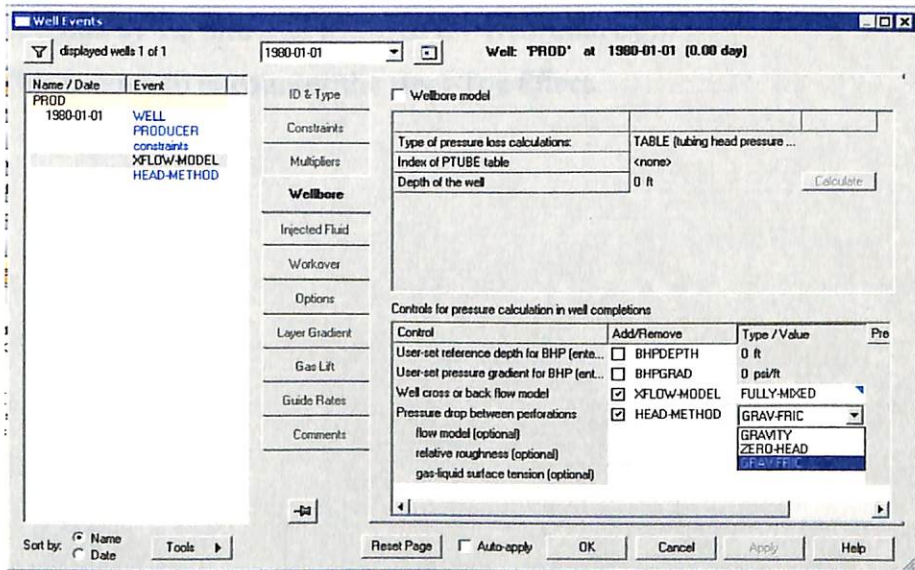 Well Events
displayed wells 1 of 1
1980-01-01
Well: 'PROD' at 1980-01-01 (0.00 day)
Name / Date Event
PROD
1980-01-01 WELL
PRODUCER
constraints
XFLOW-MODEL
HEAD-METHOD
ID & Type
Constraints
Multipliers
Wellbore
Injected Fluid
Workover
Options
Layer Gradient
Gas Lift
Guide Rates
Comments
Wellbore model
Type of pressure loss calculations: TABLE (tubing head pressure ...
Index of PTUBE table <none>
Depth of the well 0 ft Calculate
Controls for pressure calculation in well completions
Control Add/Remove Type / Value Pre
User-set reference depth for BHP (ente... BHPDEPTH 0 ft
User-set pressure gradient for BHP (ent... BHPGRAD 0 psi/ft
Well cross or back flow model XFLOW-MODEL FULLY-MIXED
Pressure drop between perforations HEAD-METHOD GRAV-FRIC
flow model (optional) GRAVITY
relative roughness (optional) ZERO-HEAD
GRAV-FRIC
gas-liquid surface tension (optional)
Sort by: Name
Date
Tools
Reset Page Auto-apply OK Cancel Apply Help